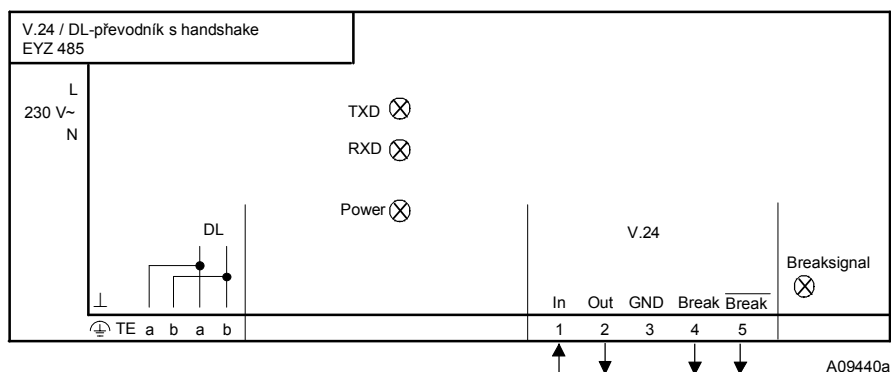 V.24 / DL-převodník s handshake
EYZ 485
L
230 V~
N
TXD
RXD
Power
DL
V.24
Breaksignal
In Out GND Break Break
TE a b a b 1 2 3 4 5
A09440a